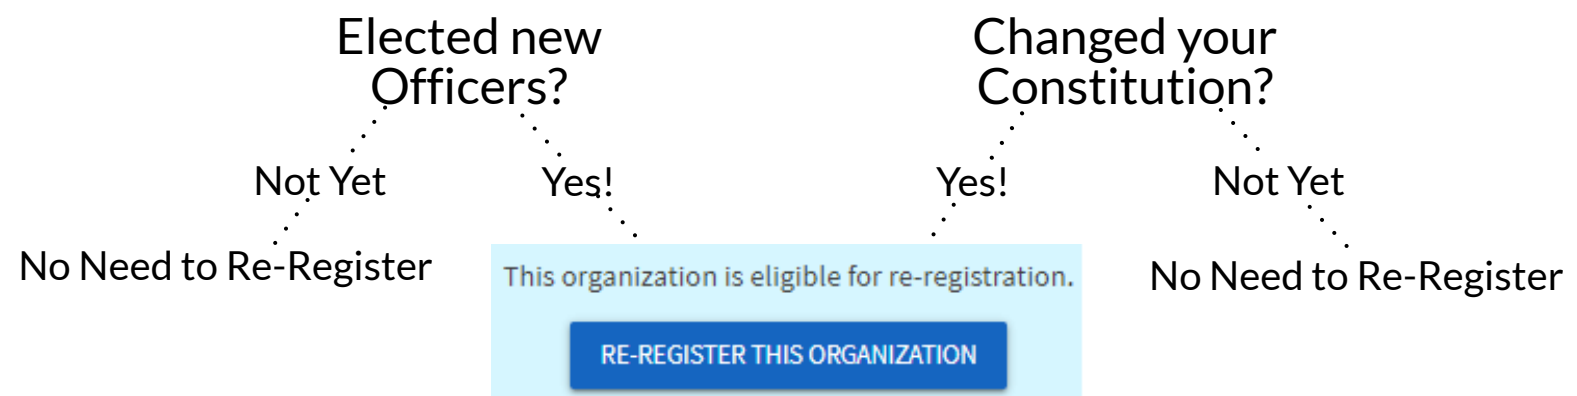 Elected new
Officers?
Changed your
Constitution?
Not Yet
Yes!
Yes!
Not Yet
No Need to Re-Register
This organization is eligible for re-registration.
No Need to Re-Register
RE-REGISTER THIS ORGANIZATION